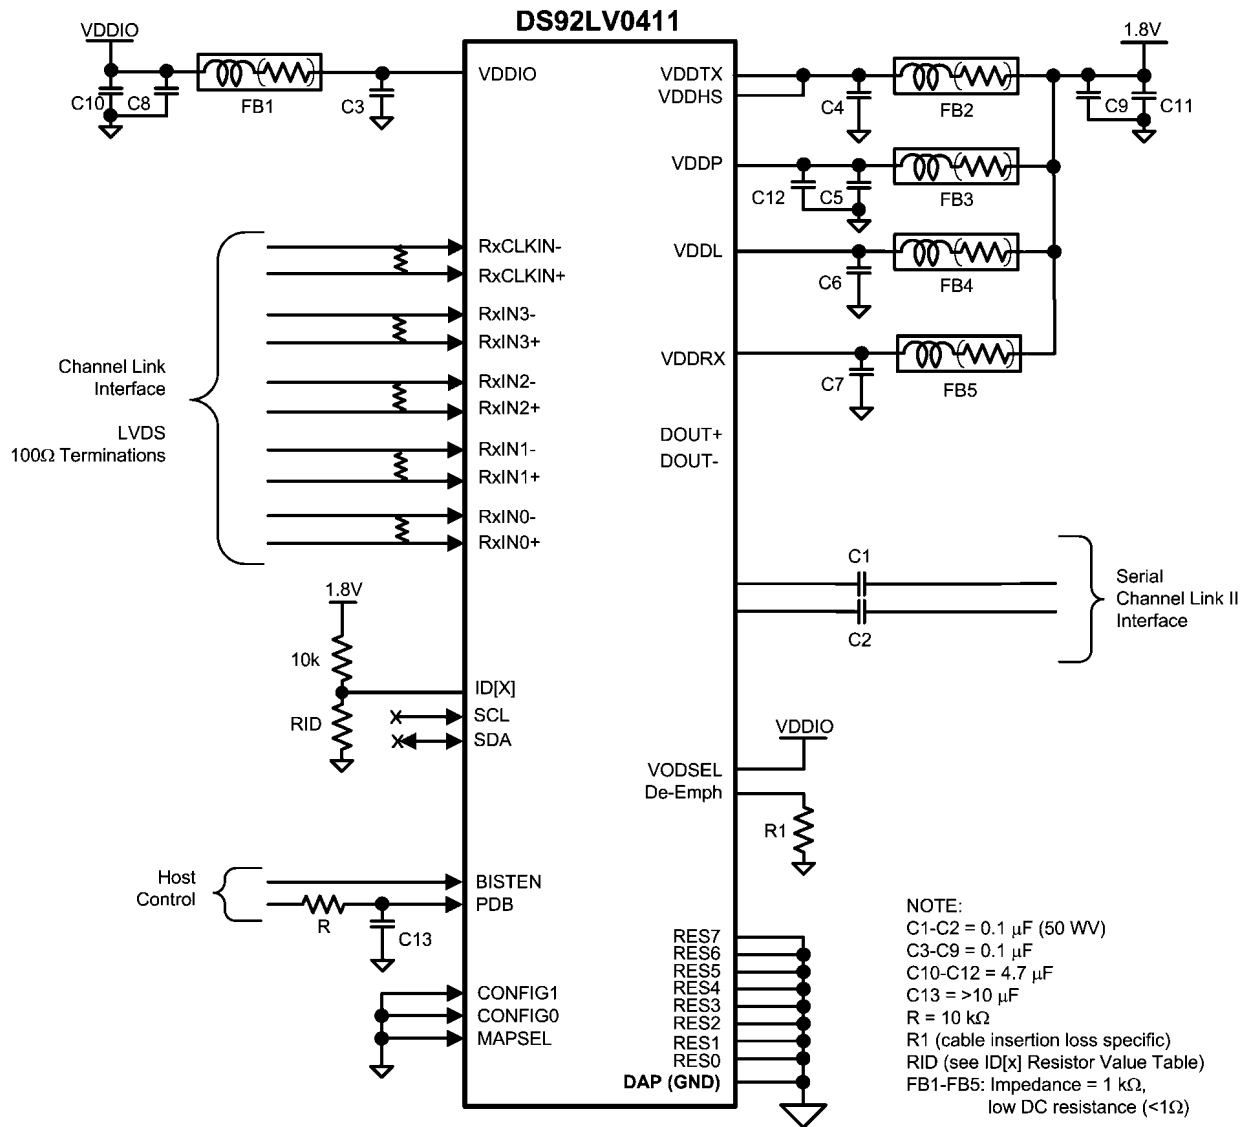 DS92LV0411
VDDIO
C10
C8
FB1
C3
VDDIO
VDDTX
VDDHS
C4
FB2
1.8V
C9
C11
VDDP
C12
C5
FB3
VDDL
C6
FB4
VDDRX
C7
FB5
Channel Link
Interface
LVDS
100Ω Terminations
RxCLKIN-
RxCLKIN+
RxIN3-
RxIN3+
RxIN2-
RxIN2+
RxIN1-
RxIN1+
RxIN0-
RxIN0+
DOUT+
DOUT-
C1
C2
Serial
Channel Link II
Interface
1.8V
10k
RID
ID[X]
SCL
SDA
VDDIO
VODSEL
De-Emph
R1
Host
Control
R
C13
BISTEN
PDB
CONFIG1
CONFIG0
MAPSEL
RES7
RES6
RES5
RES4
RES3
RES2
RES1
RES0
DAP (GND)
NOTE:
C1-C2 = 0.1 μF (50 WV)
C3-C9 = 0.1 μF
C10-C12 = 4.7 μF
C13 = >10 μF
R = 10 kΩ
R1 (cable insertion loss specific)
RID (see ID[x] Resistor Value Table)
FB1-FB5: Impedance = 1 kΩ,
low DC resistance (<1Ω)